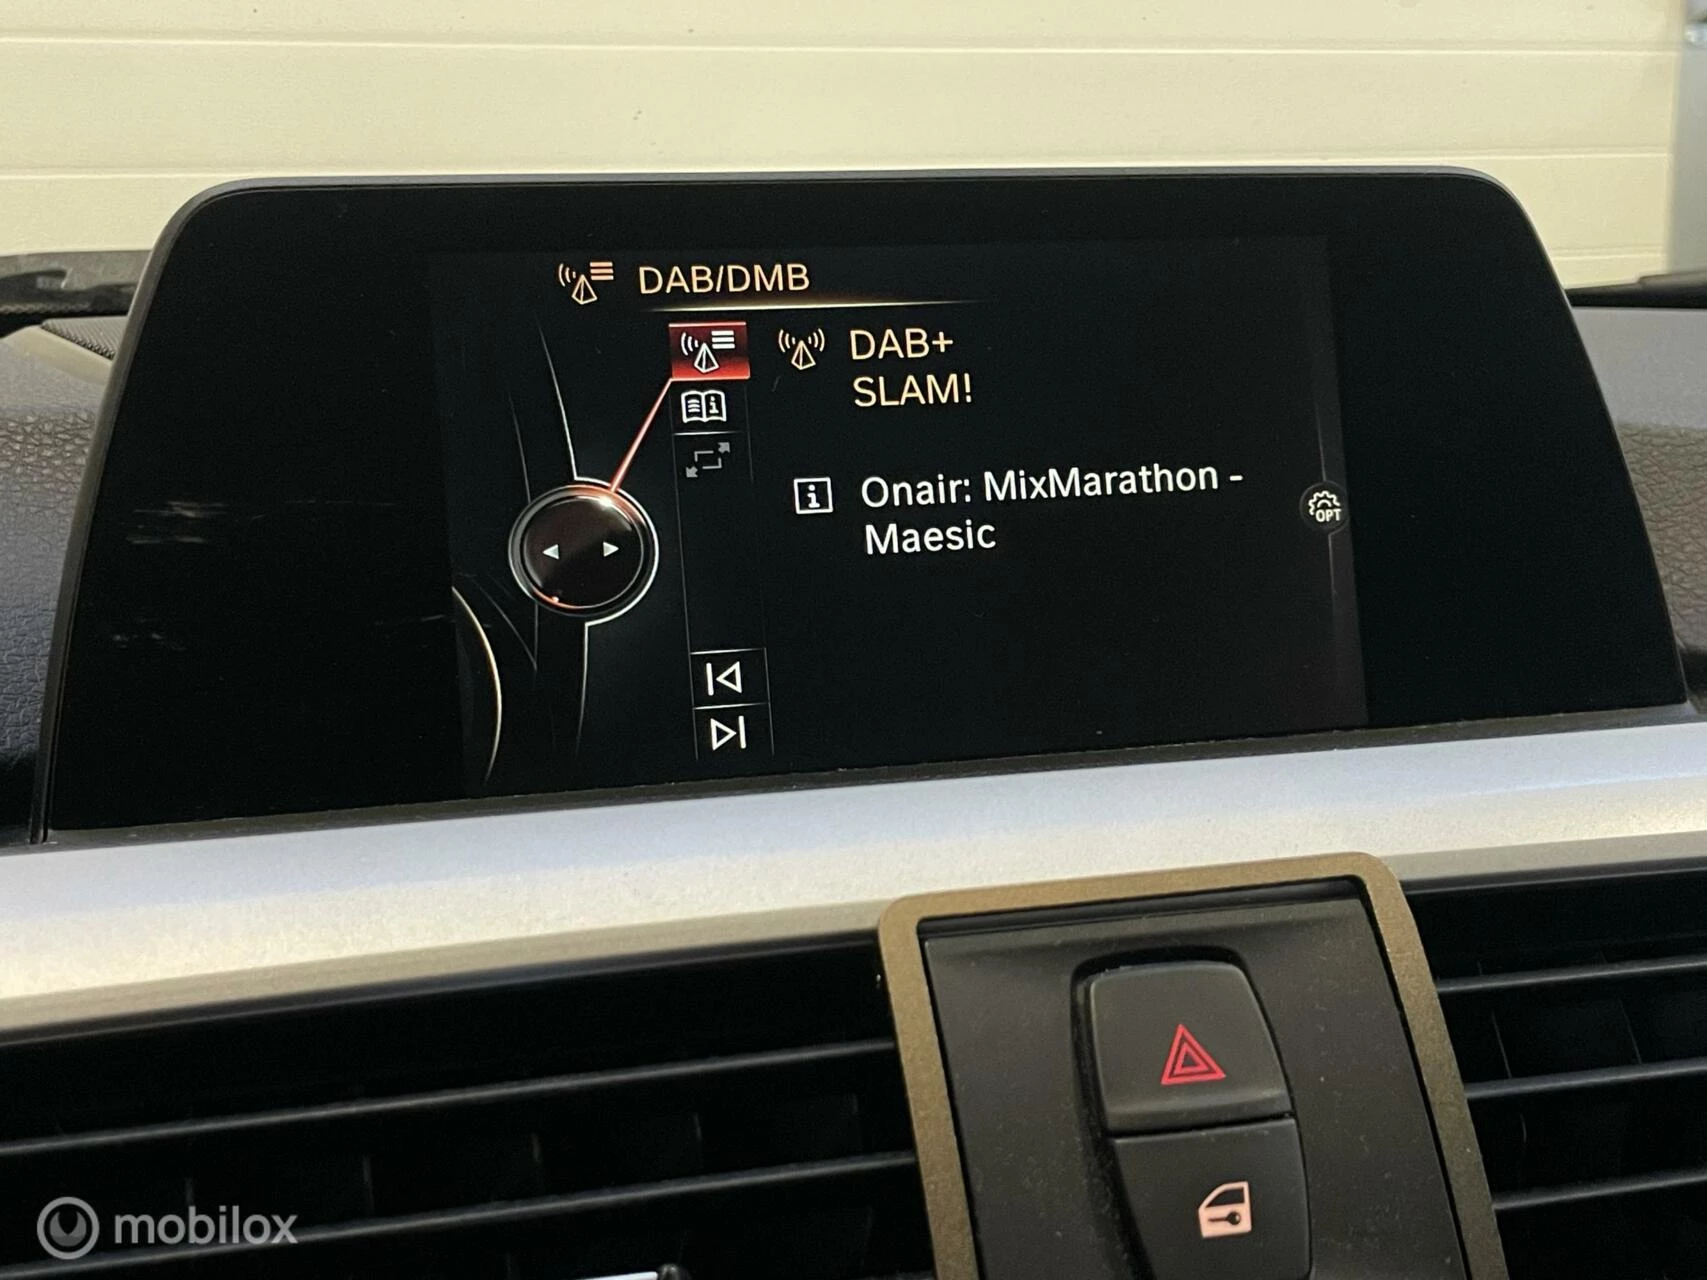 DAB/DMB
DAB+
SLAM!
Onair: MixMarathon -
Maesic
OPT
mobilox